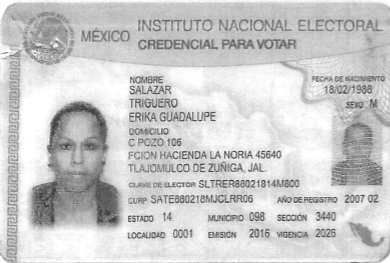 MÉXICO INSTITUTO NACIONAL ELECTORAL
CREDENCIAL PARA VOTAR
NOMBRE
SALAZAR
TRIGUERO
ERIKA GUADALUPE
FECHA DE NACIMIENTO
18/02/1988
SEXO M
DOMICILIO
C POZO 106
FCION HACIENDA LA NORIA 45640
TLAJOMULCO DE ZUÑIGA, JAL.
CLAVE DE ELECTOR SLTRER88021814M800
CURP SATE880218MJCLRR06 AÑO DE REGISTRO 2007 02
ESTADO 14 MUNICIPIO 098 SECCIÓN 3440
LOCALIDAD 0001 EMISIÓN 2016 VIGENCIA 2026